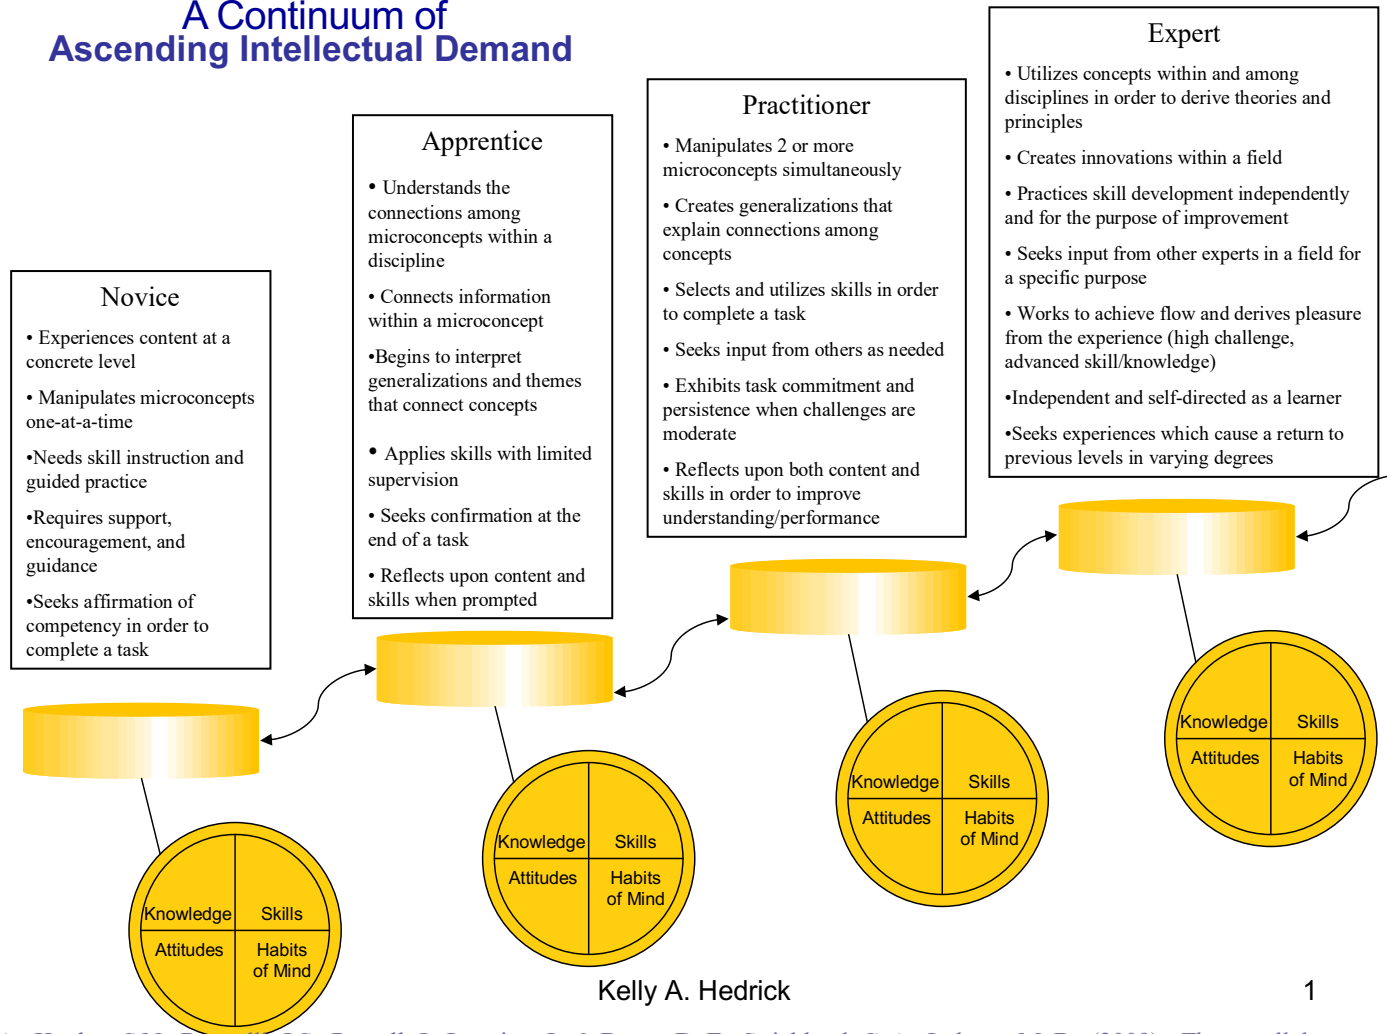 A Continuum of
Ascending Intellectual Demand
Novice
• Experiences content at a
concrete level
• Manipulates microconcepts
one-at-a-time
•Needs skill instruction and
guided practice
•Requires support,
encouragement, and
guidance
•Seeks affirmation of
competency in order to
complete a task
Apprentice
• Understands the
connections among
microconcepts within a
discipline
• Connects information
within a microconcept
•Begins to interpret
generalizations and themes
that connect concepts
• Applies skills with limited
supervision
• Seeks confirmation at the
end of a task
• Reflects upon content and
skills when prompted
Practitioner
• Manipulates 2 or more
microconcepts simultaneously
• Creates generalizations that
explain connections among
concepts
• Selects and utilizes skills in order
to complete a task
• Seeks input from others as needed
• Exhibits task commitment and
persistence when challenges are
moderate
• Reflects upon both content and
skills in order to improve
understanding/performance
Expert
• Utilizes concepts within and among
disciplines in order to derive theories and
principles
• Creates innovations within a field
• Practices skill development independently
and for the purpose of improvement
• Seeks input from other experts in a field for
a specific purpose
• Works to achieve flow and derives pleasure
from the experience (high challenge,
advanced skill/knowledge)
•Independent and self-directed as a learner
•Seeks experiences which cause a return to
previous levels in varying degrees
Knowledge Skills
Attitudes Habits
of Mind
Knowledge Skills
Attitudes Habits
of Mind
Knowledge Skills
Attitudes Habits
of Mind
Knowledge Skills
Attitudes Habits
of Mind
Kelly A. Hedrick
1